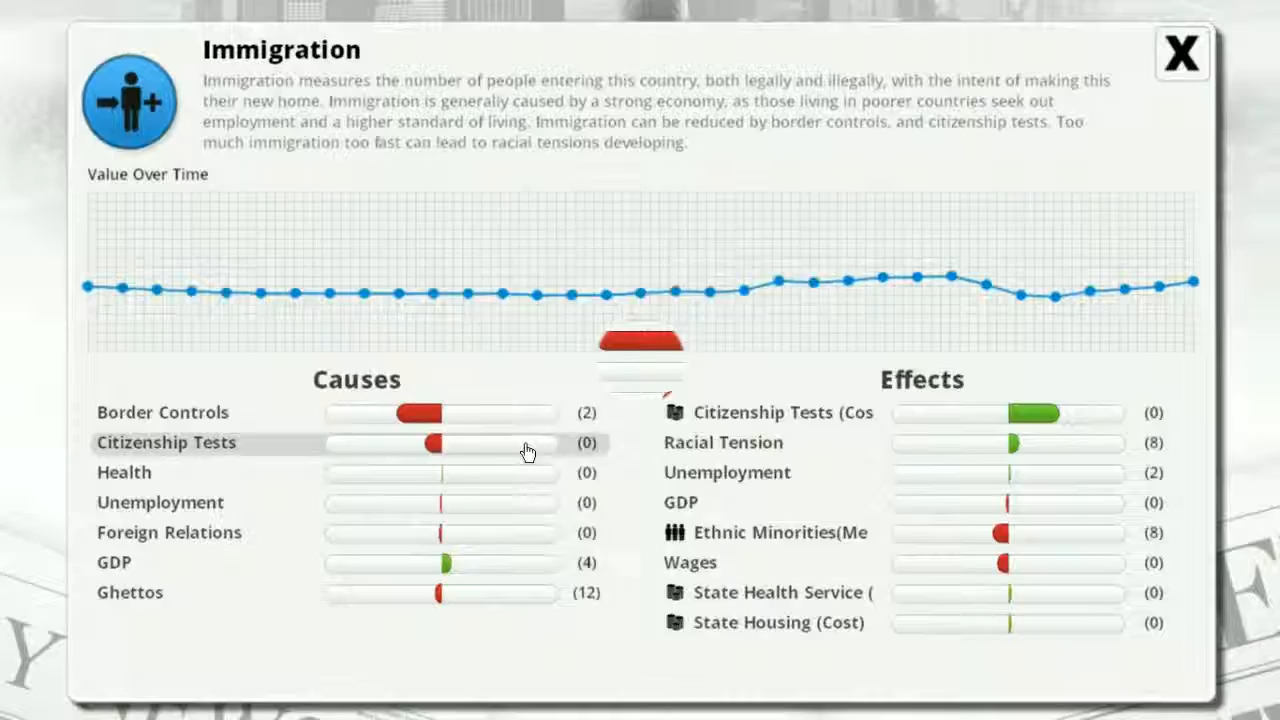 Immigration
X
Immigration measures the number of people entering this country, both legally and illegally, with the intent of making this
their new home. Immigration is generally caused by a strong economy, as those living in poorer countries seek out
employment and a higher standard of living. Immigration can be reduced by border controls, and citizenship tests. Too
much immigration too fast can lead to racial tensions developing.
Value Over Time
Causes
Border Controls (2)
Citizenship Tests (0)
Health (0)
Unemployment (0)
Foreign Relations (0)
GDP (4)
Ghettos (12)
Effects
Citizenship Tests (Cos (0)
Racial Tension (8)
Unemployment (2)
GDP (0)
Ethnic Minorities(Me (8)
Wages (0)
State Health Service ( (0)
State Housing (Cost) (0)